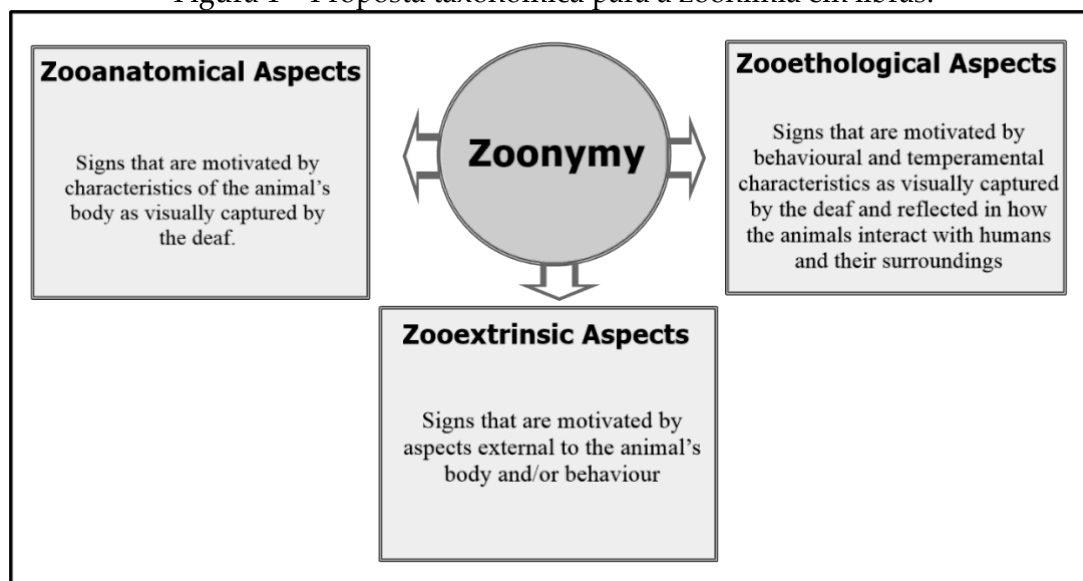 Figura 1 – Proposta taxonômica para a zoonímia em libras.
Zooanatomical Aspects
Signs that are motivated by
characteristics of the animal's
body as visually captured by
the deaf.
Zoonymy
Zooethological Aspects
Signs that are motivated by
behavioural and temperamental
characteristics as visually captured
by the deaf and reflected in how
the animals interact with humans
and their surroundings
Zooextrinsic Aspects
Signs that are motivated by
aspects external to the animal's
body and/or behaviour